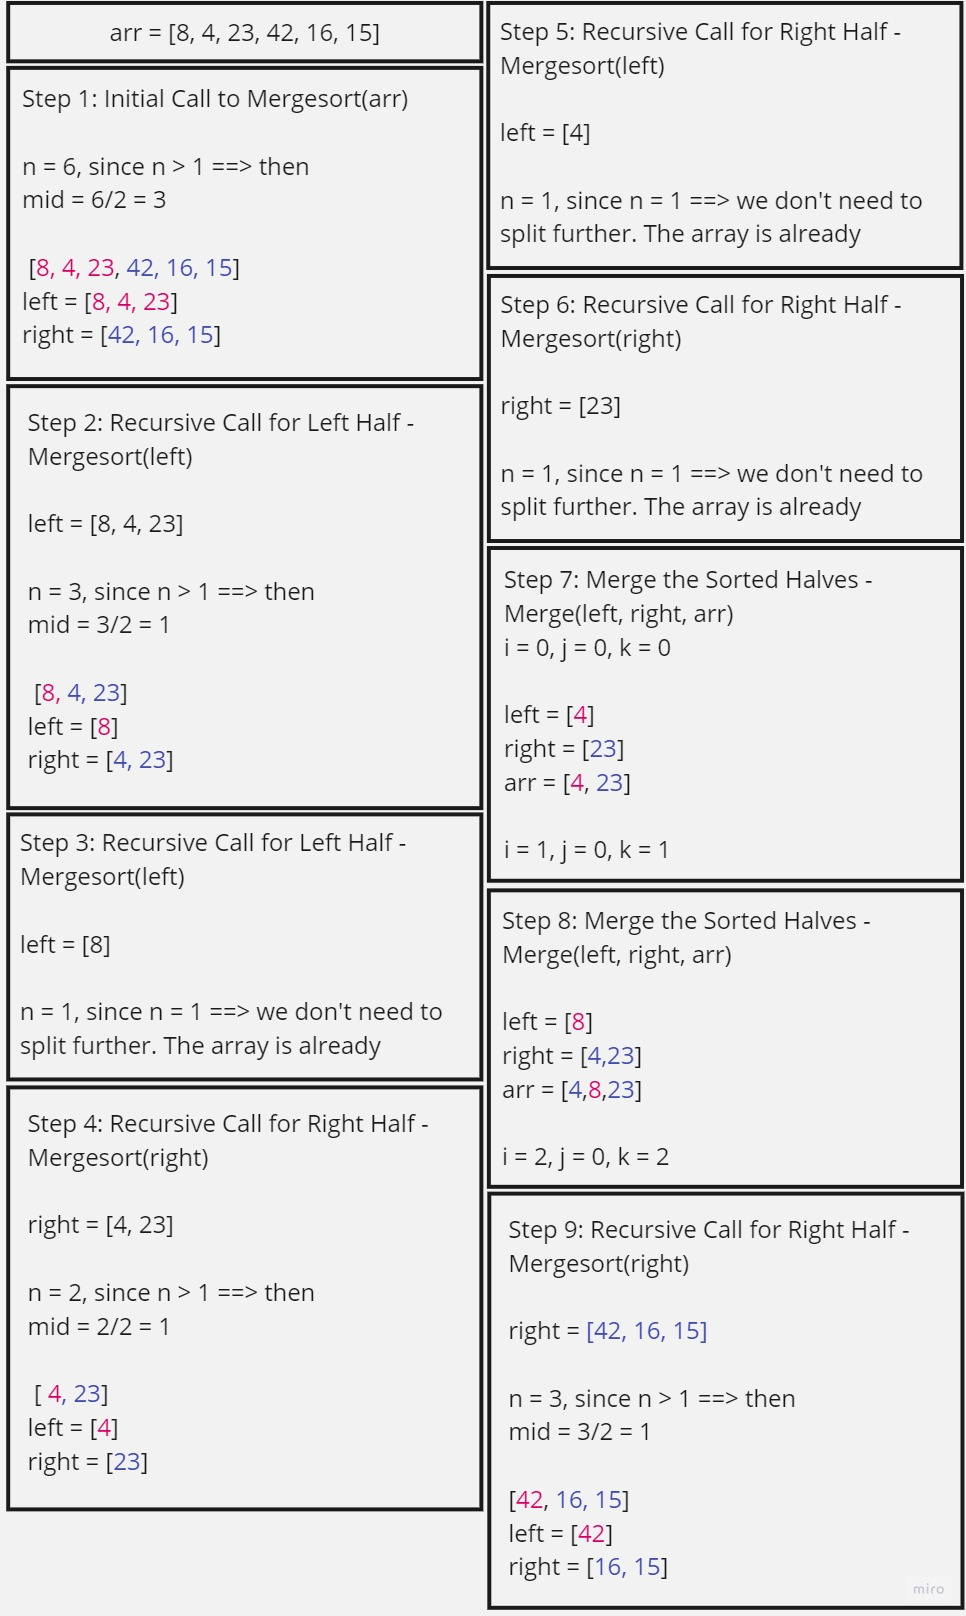 arr = [8, 4, 23, 42, 16, 15]
Step 1: Initial Call to Mergesort(arr)
n = 6, since n > 1 ==> then
mid = 6/2 = 3
[8, 4, 23, 42, 16, 15]
left = [8, 4, 23]
right = [42, 16, 15]
Step 2: Recursive Call for Left Half -
Mergesort(left)
left = [8, 4, 23]
n = 3, since n > 1 ==> then
mid = 3/2 = 1
[8, 4, 23]
left = [8]
right = [4, 23]
Step 3: Recursive Call for Left Half -
Mergesort(left)
left = [8]
n = 1, since n = 1 ==> we don't need to
split further. The array is already
Step 4: Recursive Call for Right Half -
Mergesort(right)
right = [4, 23]
n = 2, since n > 1 ==> then
mid = 2/2 = 1
[ 4, 23]
left = [4]
right = [23]
Step 5: Recursive Call for Right Half -
Mergesort(left)
left = [4]
n = 1, since n = 1 ==> we don't need to
split further. The array is already
Step 6: Recursive Call for Right Half -
Mergesort(right)
right = [23]
n = 1, since n = 1 ==> we don't need to
split further. The array is already
Step 7: Merge the Sorted Halves -
Merge(left, right, arr)
i = 0, j = 0, k = 0
left = [4]
right = [23]
arr = [4, 23]
i = 1, j = 0, k = 1
Step 8: Merge the Sorted Halves -
Merge(left, right, arr)
left = [8]
right = [4,23]
arr = [4,8,23]
i = 2, j = 0, k = 2
Step 9: Recursive Call for Right Half -
Mergesort(right)
right = [42, 16, 15]
n = 3, since n > 1 ==> then
mid = 3/2 = 1
[42, 16, 15]
left = [42]
right = [16, 15]
miro